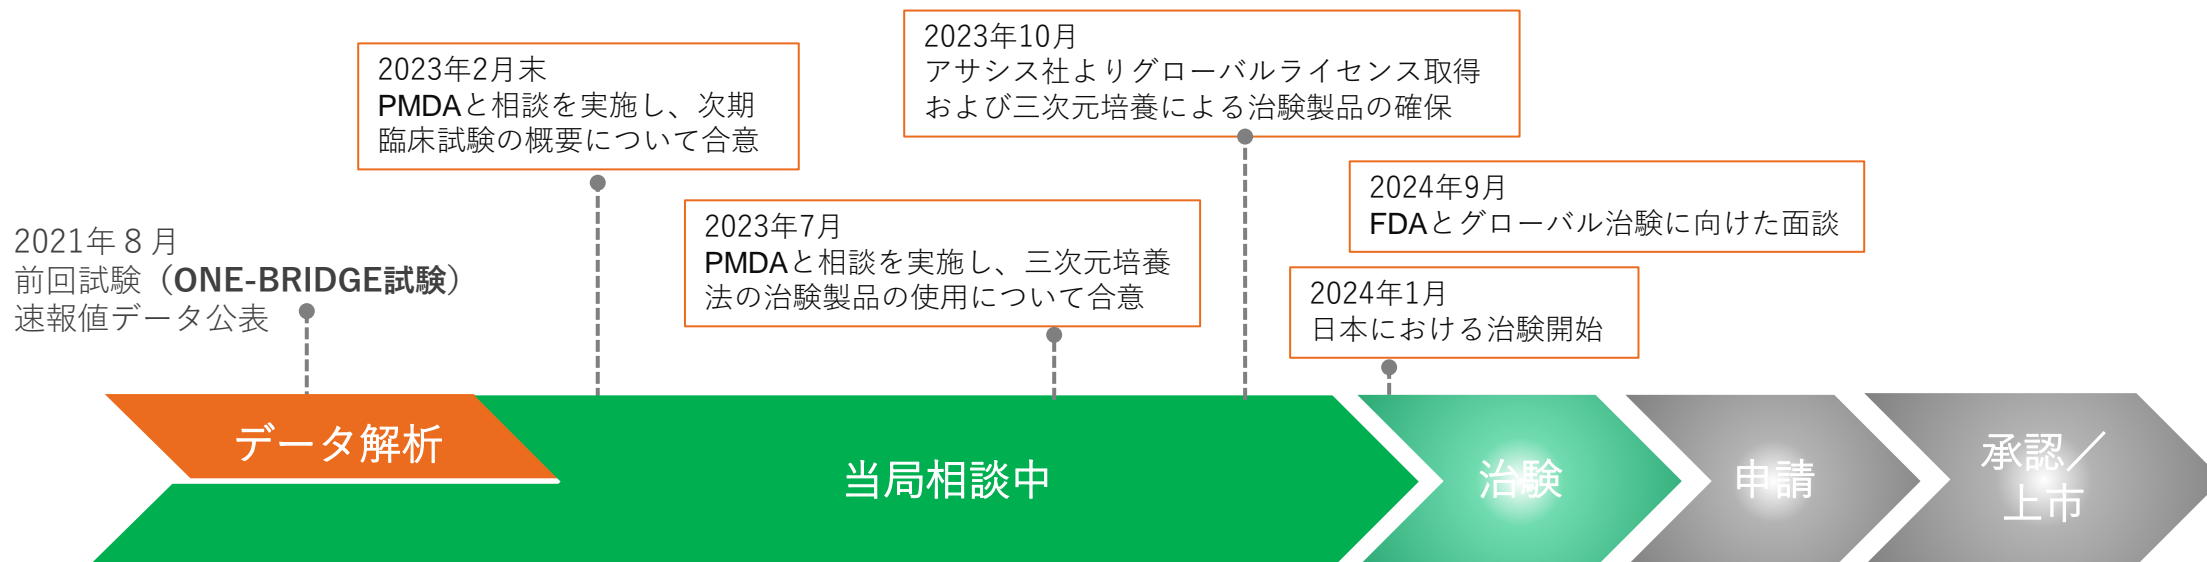 2021年８月
前回試験（ONE-BRIDGE試験）
速報値データ公表
2023年2月末
PMDAと相談を実施し、次期
臨床試験の概要について合意
2023年7月
PMDAと相談を実施し、三次元培養
法の治験製品の使用について合意
2023年10月
アサシス社よりグローバルライセンス取得
および三次元培養による治験製品の確保
2024年9月
FDAとグローバル治験に向けた面談
2024年1月
日本における治験開始
データ解析
当局相談中
治験
申請
承認／
上市